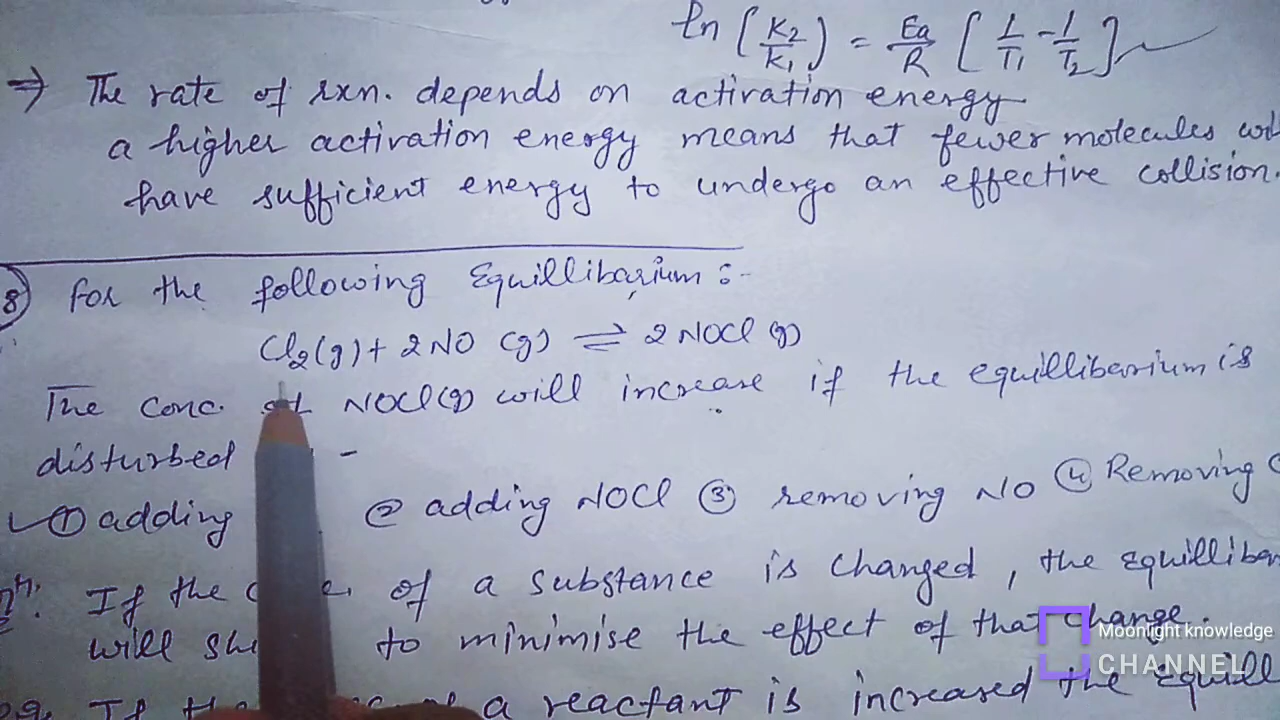 ln (K2/K1) = Ea/R [1/T1 - 1/T2]
⇒ The rate of rxn. depends on activation energy
a higher activation energy means that fewer molecules
have sufficient energy to undergo an effective collision.
8) for the following Equillibarium :-
Cl2(g) + 2NO (g) ⇌ 2NOCl (g)
The conc. of NOCl(g) will increase if the equillibarium is
disturbed -
① adding ② adding NOCl ③ removing NO ④ Removing
If the of a substance is changed, the equilliba
will to minimise the effect of that change.
If a reactant is increased the equill
Moonlight knowledge
CHANNEL